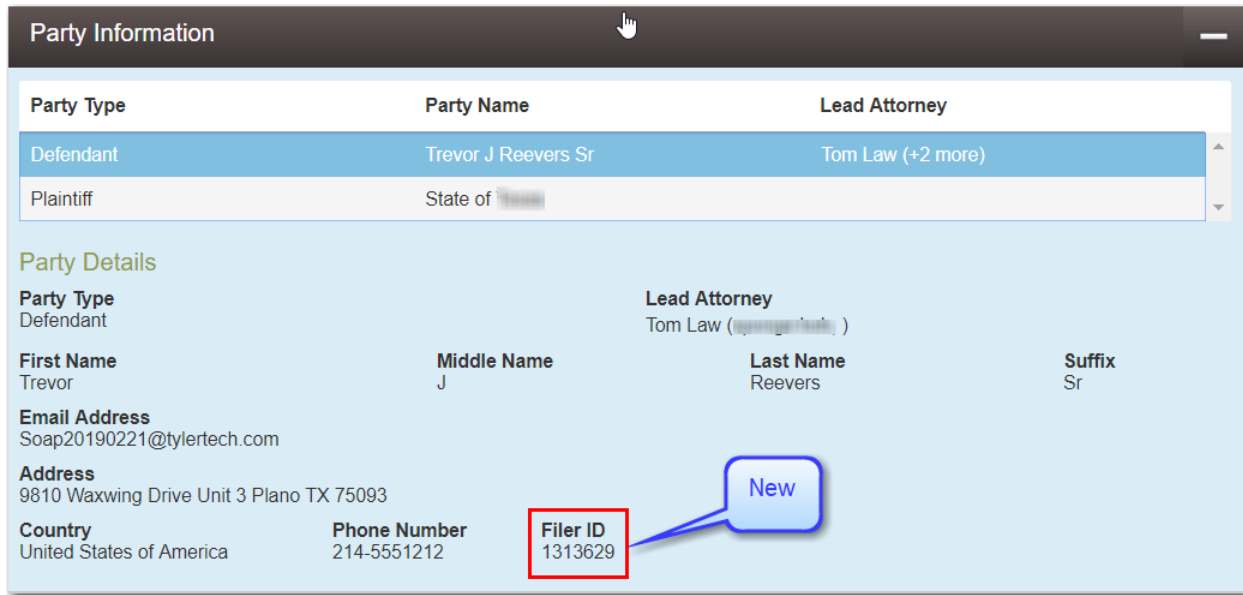 Party Information
Party Type Party Name Lead Attorney
Defendant Trevor J Reevers Sr Tom Law (+2 more)
Plaintiff State of
Party Details
Party Type Lead Attorney
Defendant Tom Law ( )
First Name Middle Name Last Name Suffix
Trevor J Reevers Sr
Email Address
Soap20190221@tylertech.com
Address
9810 Waxwing Drive Unit 3 Plano TX 75093
New
Country Phone Number Filer ID
United States of America 214-5551212 1313629